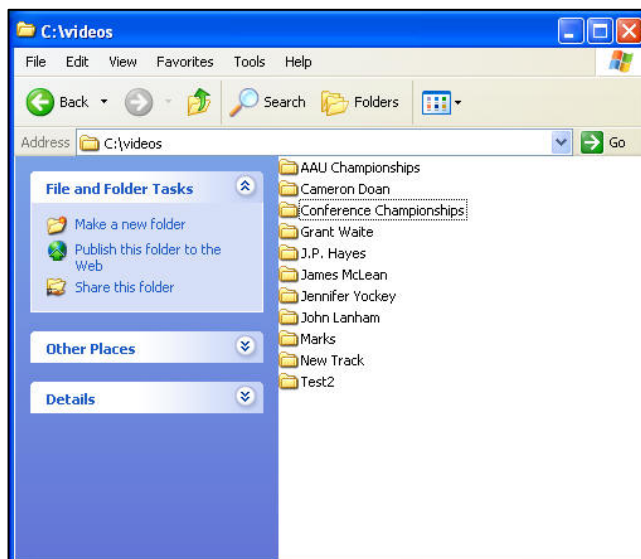 C:\videos
File Edit View Favorites Tools Help
Back Search Folders
Address C:\videos Go
File and Folder Tasks
Make a new folder
Publish this folder to the
Web
Share this folder
Other Places
Details
AAU Championships
Cameron Doan
Conference Championships
Grant Waite
J.P. Hayes
James McLean
Jennifer Yockey
John Lanham
Marks
New Track
Test2